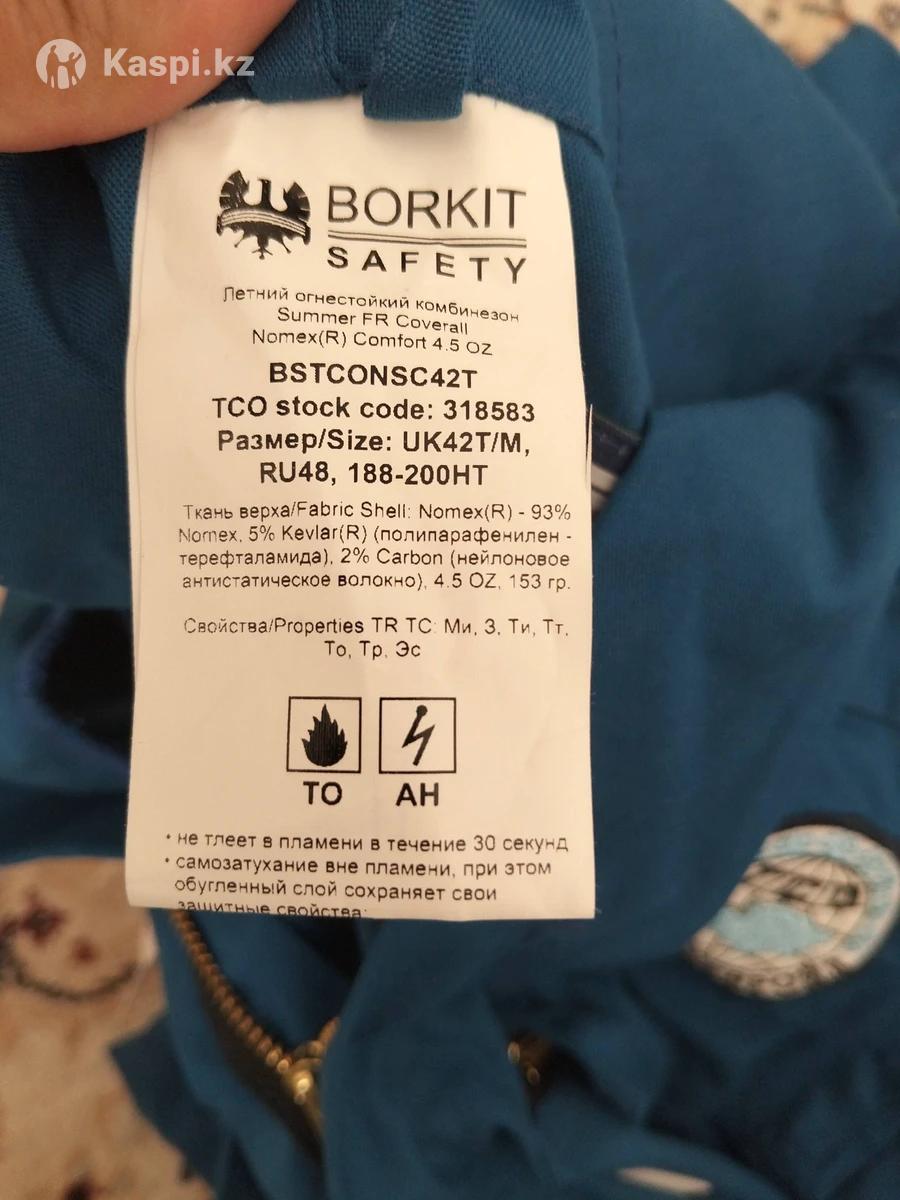 Kaspi.kz
BORKIT
SAFETY
Летний огнестойкий комбинезон
Summer FR Coverall
Nomex(R) Comfort 4.5 OZ
BSTCONSC42T
TCO stock code: 318583
Размер/Size: UK42T/M,
RU48, 188-200HT
Ткань верха/Fabric Shell: Nomex(R) - 93%
Nomex, 5% Kevlar(R) (полипарафенилен -
терефталамида), 2% Carbon (нейлоновое
антистатическое волокно), 4.5 OZ, 153 гр.
Свойства/Properties TR TC: Ми, З, Ти, Тт,
То, Тр, Эс
ТО АН
• не тлеет в пламени в течение 30 секунд
• самозатухание вне пламени, при этом
обугленный слой сохраняет свои
защитные свойства;